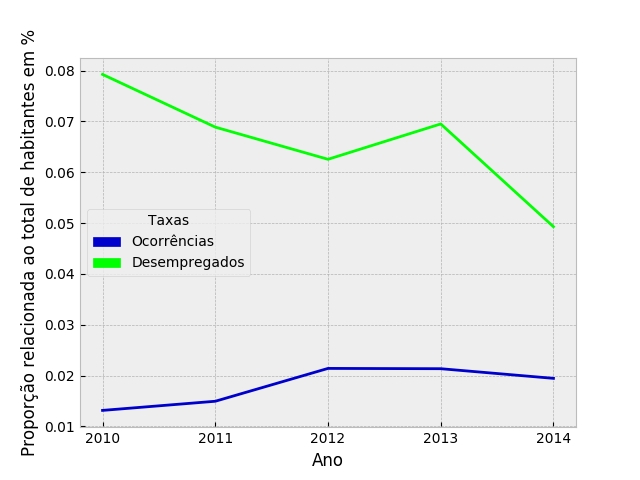 Proporção relacionada ao total de habitantes em %
0.08
0.07
0.06
0.05
0.04
0.03
0.02
0.01
Taxas
Ocorrências
Desempregados
2010 2011 2012 2013 2014
Ano